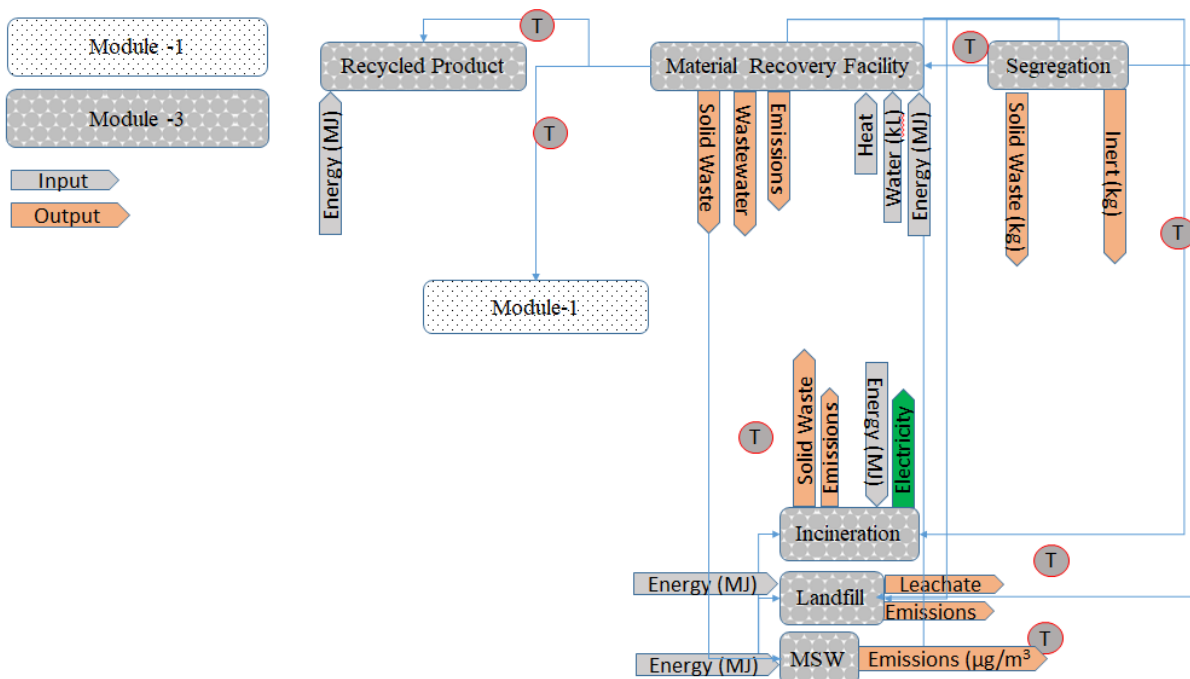 Module -1
Module -3
Input
Output
T
Recycled Product
Energy (MJ)
T
Module-1
Material Recovery Facility
Solid Waste
Wastewater
Emissions
Heat
Water (kL)
Energy (MJ)
T
Segregation
Solid Waste (kg)
Inert (kg)
T
T
Solid Waste
Emissions
Energy (MJ)
Electricity
Incineration
T
Energy (MJ)
Landfill
Leachate
Emissions
T
Energy (MJ)
MSW
Emissions (µg/m³